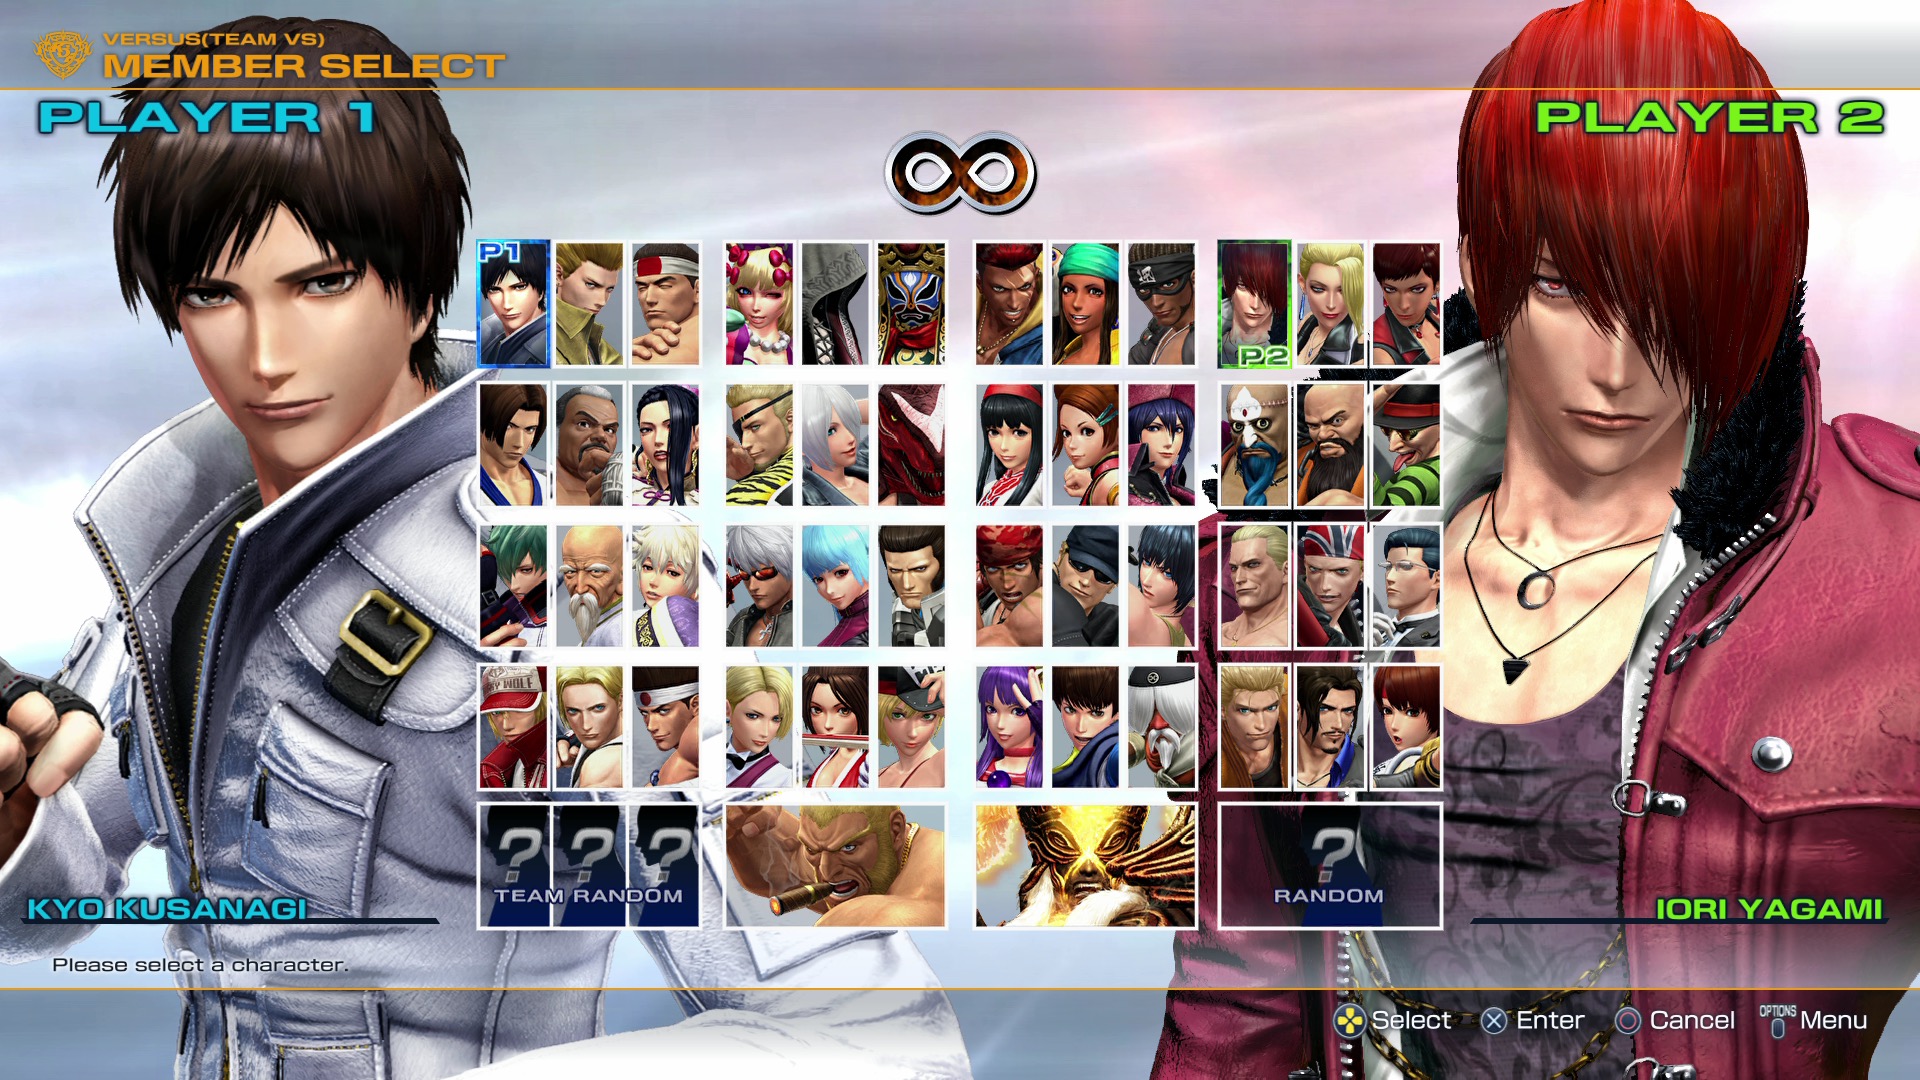 VERSUS(TEAM VS)
MEMBER SELECT
PLAYER 1
PLAYER 2
P1
P2
WOLF
TEAM RANDOM
RANDOM
KYO KUSANAGI
IORI YAGAMI
Please select a character.
Select
Enter
Cancel
OPTIONS
Menu